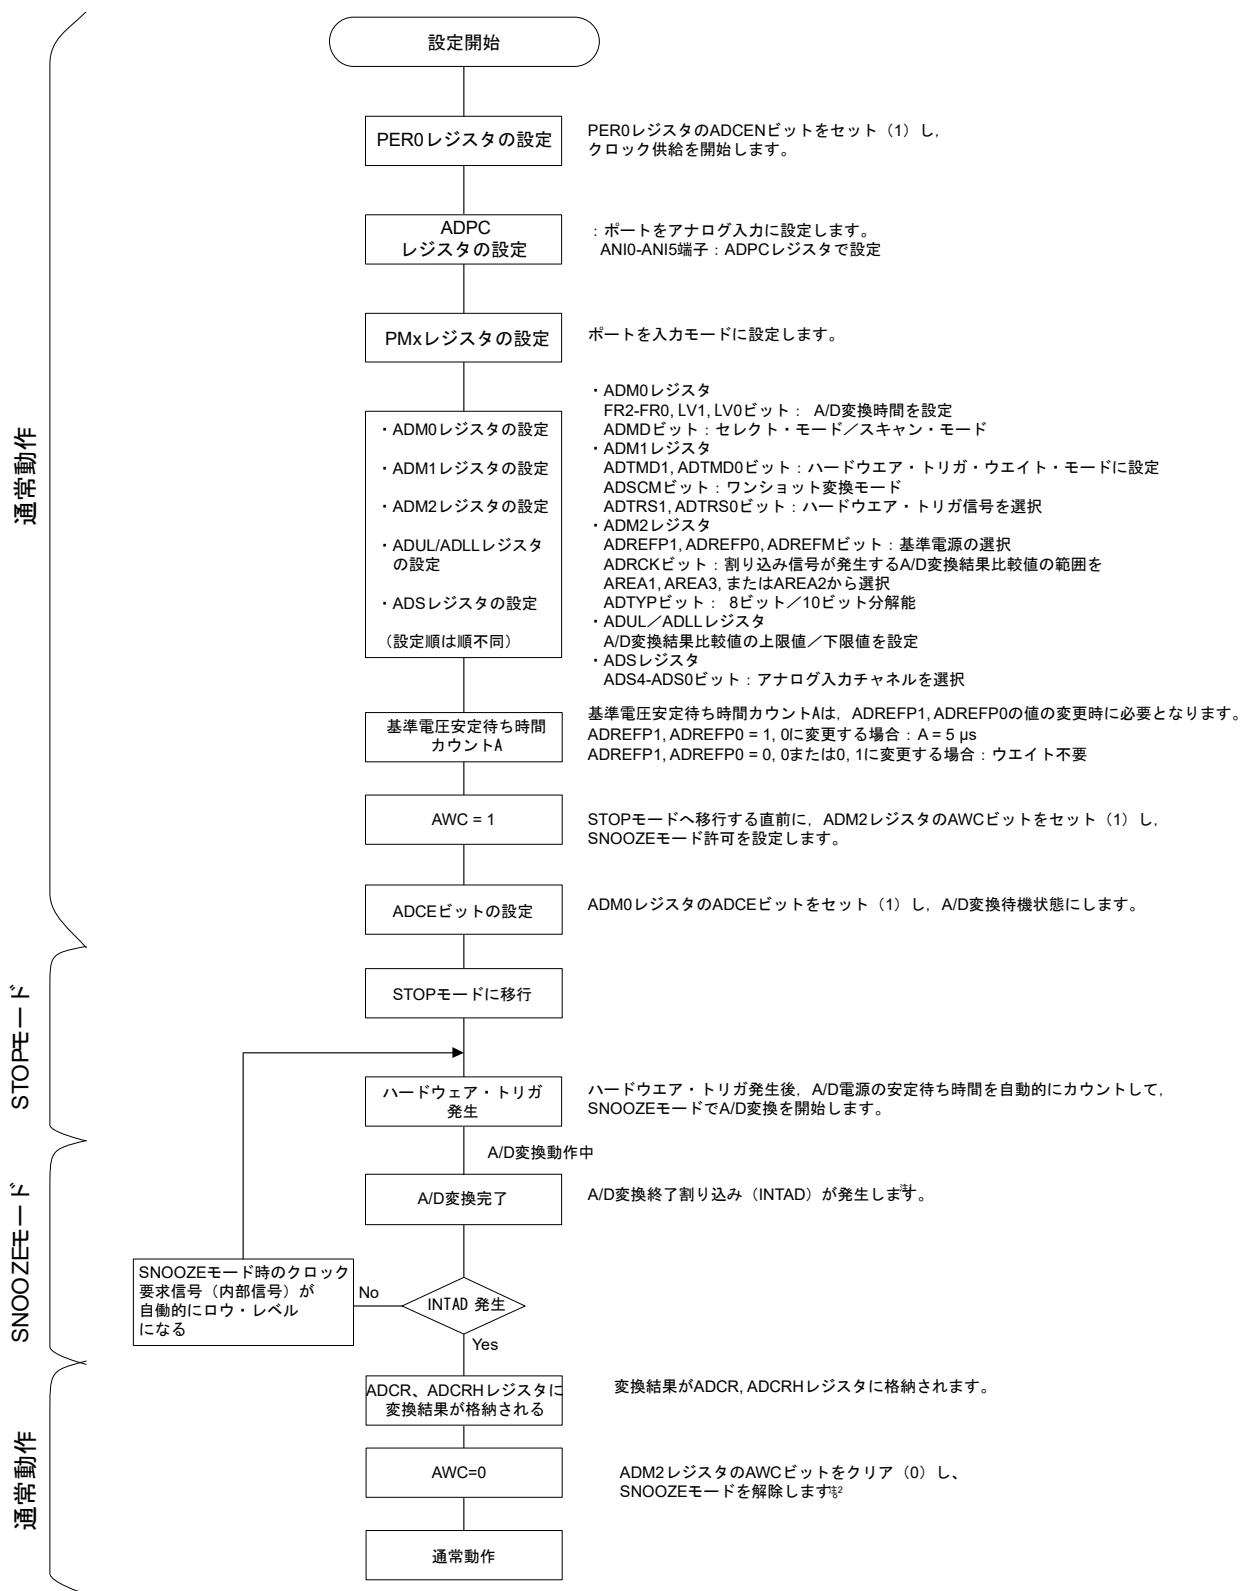 設定開始
PER0レジスタの設定
PER0レジスタのADCENビットをセット（1）し，
クロック供給を開始します。
ADPC
レジスタの設定
：ポートをアナログ入力に設定します。
ANI0-ANI5端子：ADPCレジスタで設定
PMxレジスタの設定
ポートを入力モードに設定します。
通常動作
・ADM0レジスタの設定
・ADM1レジスタの設定
・ADM2レジスタの設定
・ADUL/ADLLレジスタ
の設定
・ADSレジスタの設定
（設定順は順不同）
・ADM0レジスタ
FR2-FR0, LV1, LV0ビット： A/D変換時間を設定
ADMDビット：セレクト・モード／スキャン・モード
・ADM1レジスタ
ADTMD1, ADTMD0ビット：ハードウエア・トリガ・ウエイト・モードに設定
ADSCMビット：ワンショット変換モード
ADTRS1, ADTRS0ビット：ハードウエア・トリガ信号を選択
・ADM2レジスタ
ADREFP1, ADREFP0, ADREFMビット：基準電源の選択
ADRCKビット：割り込み信号が発生するA/D変換結果比較値の範囲を
AREA1, AREA3, またはAREA2から選択
ADTYPビット： 8ビット／10ビット分解能
・ADUL／ADLLレジスタ
A/D変換結果比較値の上限値／下限値を設定
・ADSレジスタ
ADS4-ADS0ビット：アナログ入力チャネルを選択
基準電圧安定待ち時間
カウントA
基準電圧安定待ち時間カウントAは，ADREFP1, ADREFP0の値の変更時に必要となります。
ADREFP1, ADREFP0 = 1, 0に変更する場合：A = 5 μs
ADREFP1, ADREFP0 = 0, 0または0, 1に変更する場合：ウエイト不要
AWC = 1
STOPモードへ移行する直前に，ADM2レジスタのAWCビットをセット（1）し，
SNOOZEモード許可を設定します。
ADCEビットの設定
ADM0レジスタのADCEビットをセット（1）し，A/D変換待機状態にします。
STOPモード
STOPモードに移行
ハードウェア・トリガ
発生
ハードウエア・トリガ発生後，A/D電源の安定待ち時間を自動的にカウントして，
SNOOZEモードでA/D変換を開始します。
A/D変換動作中
SNOOZEモード
A/D変換完了
A/D変換終了割り込み（INTAD）が発生します。
SNOOZEモード時のクロック
要求信号（内部信号）が
自働的にロウ・レベル
になる
No
INTAD 発生
Yes
通常動作
ADCR、ADCRHレジスタに
変換結果が格納される
変換結果がADCR, ADCRHレジスタに格納されます。
AWC=0
ADM2レジスタのAWCビットをクリア（0）し、
SNOOZEモードを解除します注2
通常動作